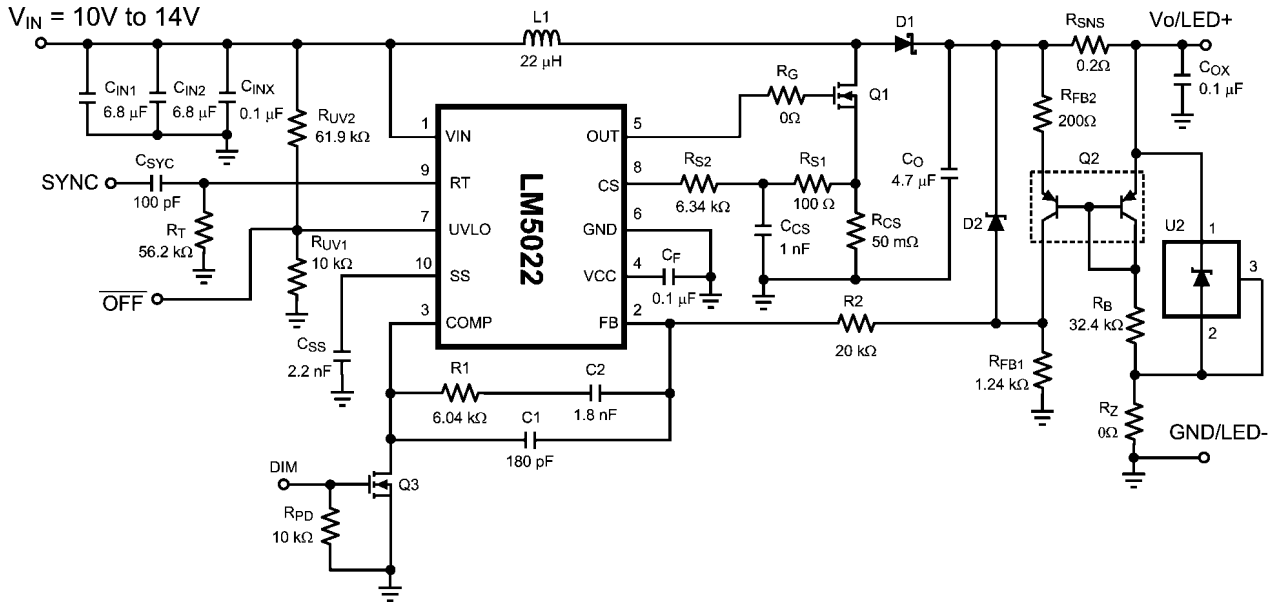 VIN = 10V to 14V
L1
22 µH
D1
RSNS
0.2Ω
Vo/LED+
CIN1
6.8 µF
CIN2
6.8 µF
CINX
0.1 µF
RUV2
61.9 kΩ
RG
0Ω
Q1
RFB2
200Ω
COX
0.1 µF
CSYC
100 pF
SYNC
RT
56.2 kΩ
RUV1
10 kΩ
OFF
CSS
2.2 nF
LM5022
1
VIN
9
RT
7
UVLO
10
SS
3
COMP
5
OUT
8
CS
6
GND
4
VCC
2
FB
RS2
6.34 kΩ
RS1
100 Ω
CCS
1 nF
RCS
50 mΩ
CF
0.1 µF
CO
4.7 µF
D2
Q2
U2
1
3
2
RB
32.4 kΩ
R2
20 kΩ
RFB1
1.24 kΩ
RZ
0Ω
GND/LED-
R1
6.04 kΩ
C2
1.8 nF
C1
180 pF
DIM
Q3
RPD
10 kΩ